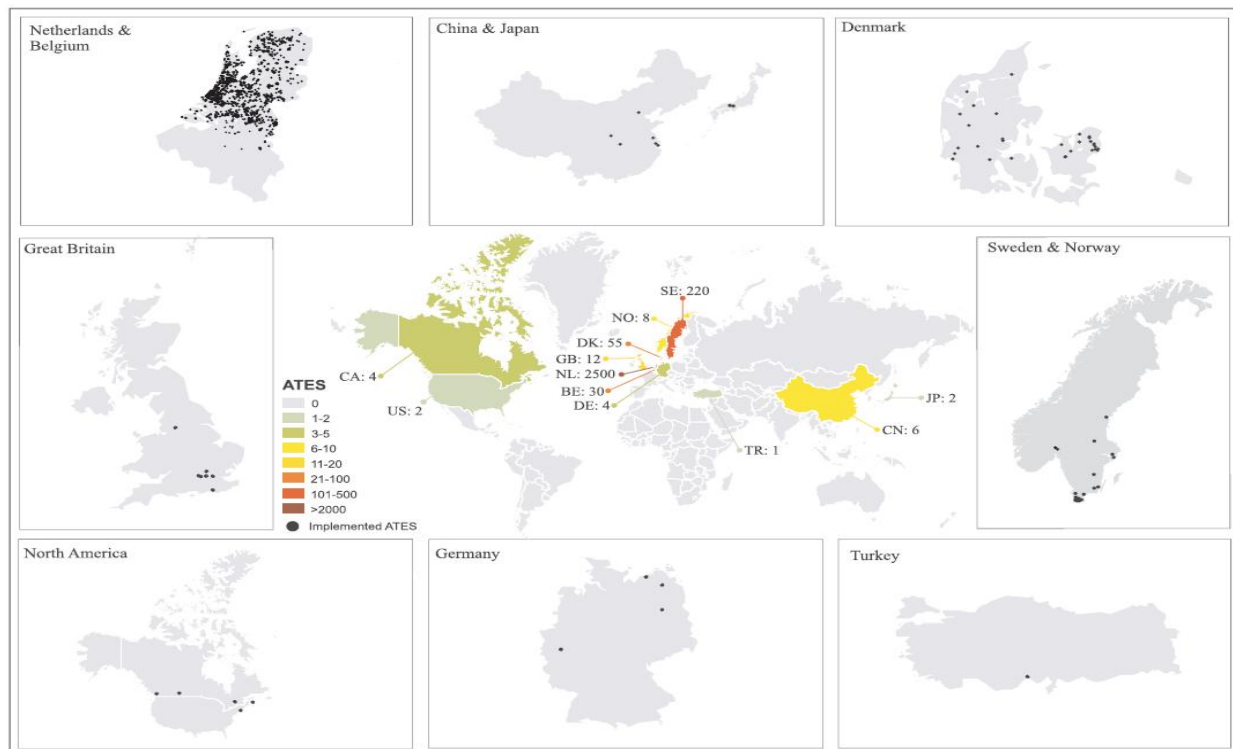 Netherlands &
Belgium
China & Japan
Denmark
Great Britain
Sweden & Norway
SE: 220
NO: 8
DK: 55
GB: 12
NL: 2500
BE: 30
DE: 4
CA: 4
US: 2
JP: 2
CN: 6
TR: 1
ATES
0
1-2
3-5
6-10
11-20
21-100
101-500
>2000
Implemented ATES
North America
Germany
Turkey